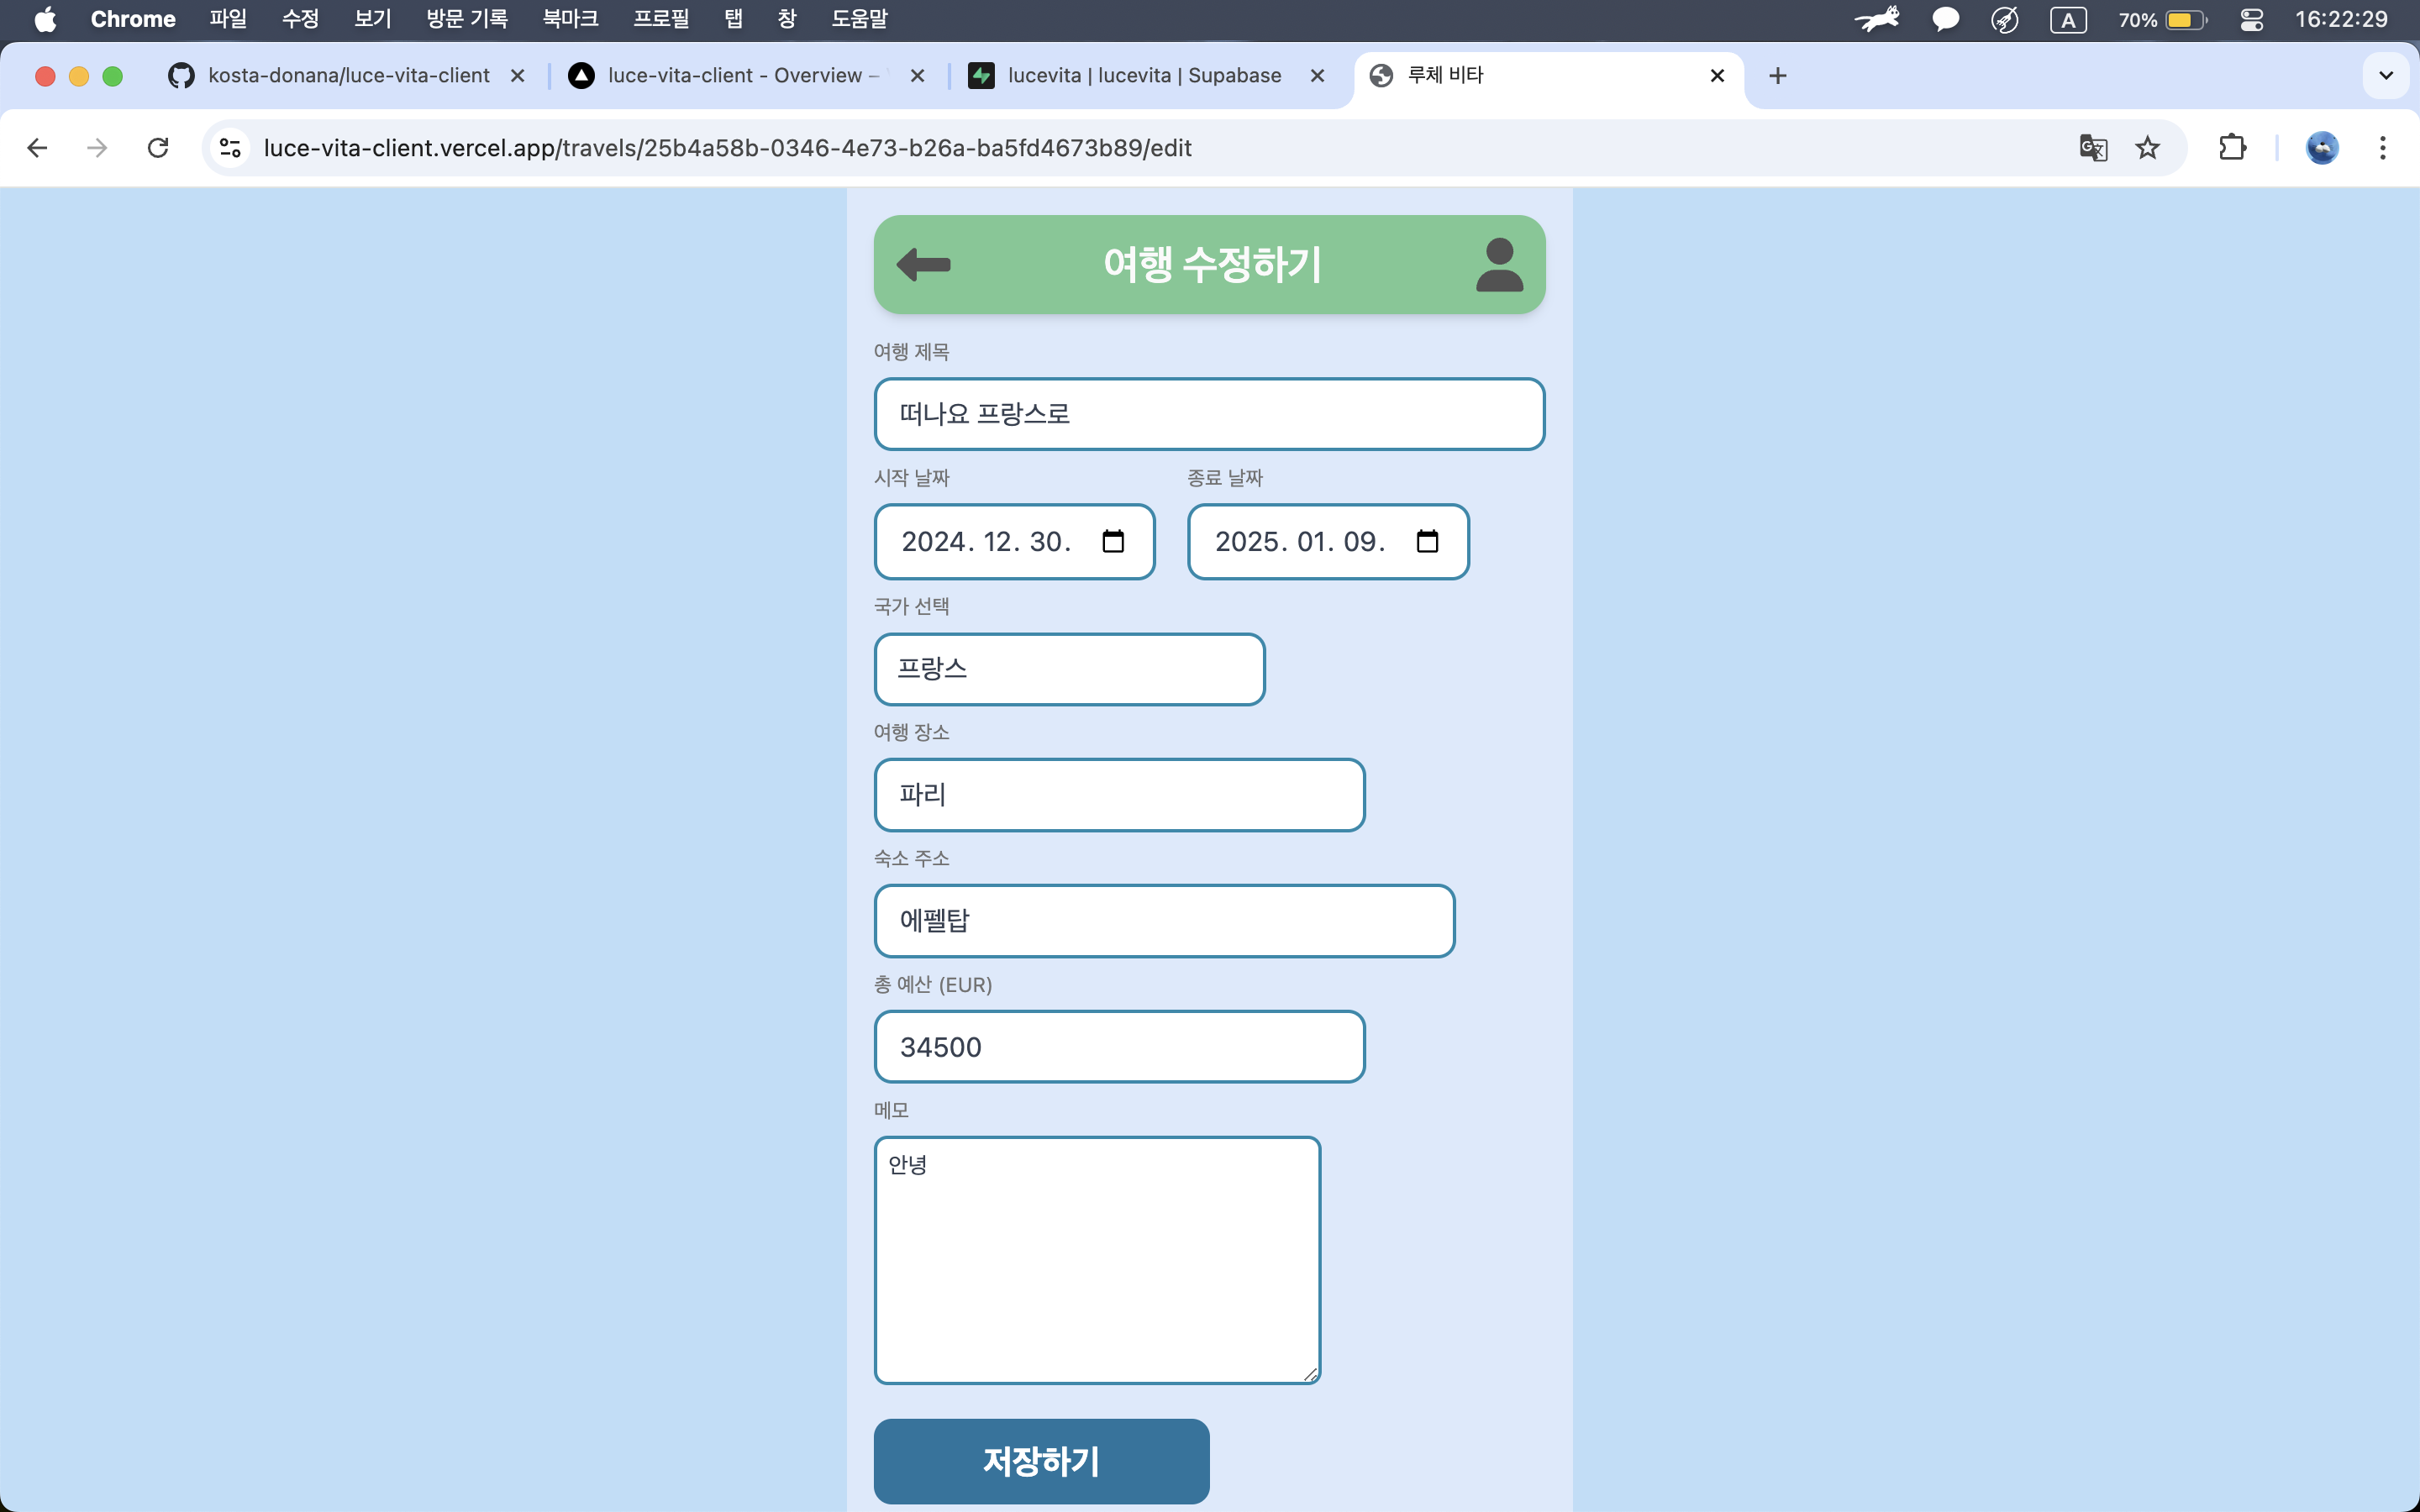 Chrome 파일 수정 보기 방문 기록 북마크 프로필 탭 창 도움말 A 70% 16:22:29
kosta-donana/luce-vita-client luce-vita-client - Overview – lucevita | lucevita | Supabase 루체 비타
luce-vita-client.vercel.app/travels/25b4a58b-0346-4e73-b26a-ba5fd4673b89/edit
여행 수정하기
여행 제목
떠나요 프랑스로
시작 날짜 종료 날짜
2024. 12. 30. 2025. 01. 09.
국가 선택
프랑스
여행 장소
파리
숙소 주소
에펠탑
총 예산 (EUR)
34500
메모
안녕
저장하기